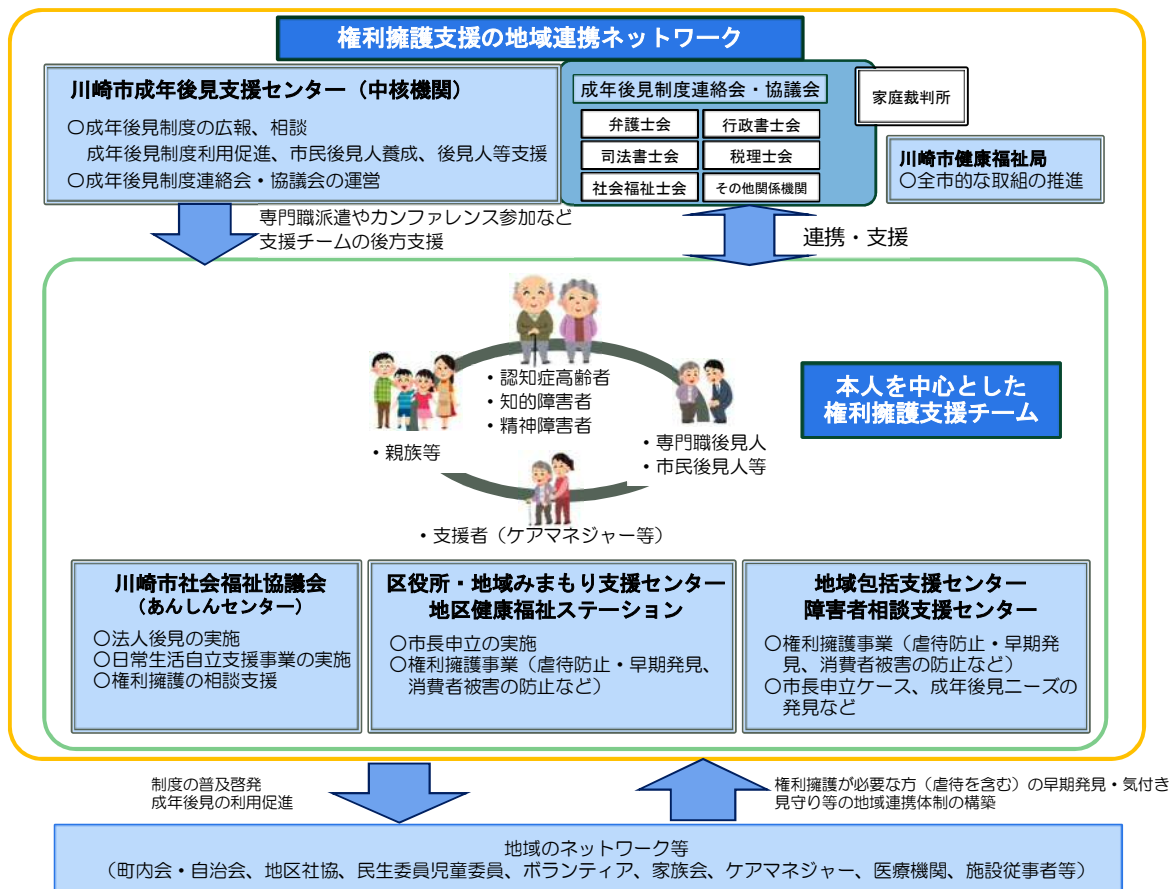 権利擁護支援の地域連携ネットワーク
川崎市成年後見支援センター（中核機関）
〇成年後見制度の広報、相談
成年後見制度利用促進、市民後見人養成、後見人等支援
〇成年後見制度連絡会・協議会の運営
成年後見制度連絡会・協議会
弁護士会
行政書士会
司法書士会
税理士会
社会福祉士会
その他関係機関
家庭裁判所
川崎市健康福祉局
〇全市的な取組の推進
専門職派遣やカンファレンス参加など
支援チームの後方支援
連携・支援
本人を中心とした
権利擁護支援チーム
・認知症高齢者
・知的障害者
・精神障害者
・親族等
・専門職後見人
・市民後見人等
・支援者（ケアマネジャー等）
川崎市社会福祉協議会
（あんしんセンター）
〇法人後見の実施
〇日常生活自立支援事業の実施
〇権利擁護の相談支援
区役所・地域みまもり支援センター
地区健康福祉ステーション
〇市長申立の実施
〇権利擁護事業（虐待防止・早期発見、
消費者被害の防止など）
地域包括支援センター
障害者相談支援センター
〇権利擁護事業（虐待防止・早期発
見、消費者被害の防止など）
〇市長申立ケース、成年後見ニーズの
発見など
制度の普及啓発
成年後見の利用促進
権利擁護が必要な方（虐待を含む）の早期発見・気付き
見守り等の地域連携体制の構築
地域のネットワーク等
（町内会・自治会、地区社協、民生委員児童委員、ボランティア、家族会、ケアマネジャー、医療機関、施設従事者等）